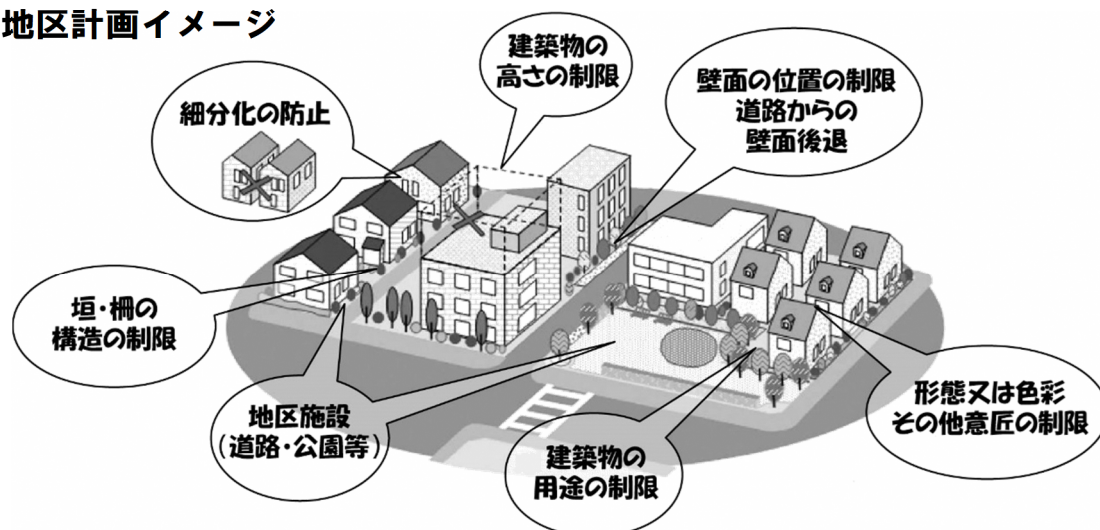 地区計画イメージ
建築物の
高さの制限
細分化の防止
壁面の位置の制限
道路からの
壁面後退
垣・柵の
構造の制限
地区施設
(道路・公園等)
建築物の
用途の制限
形態又は色彩
その他意匠の制限